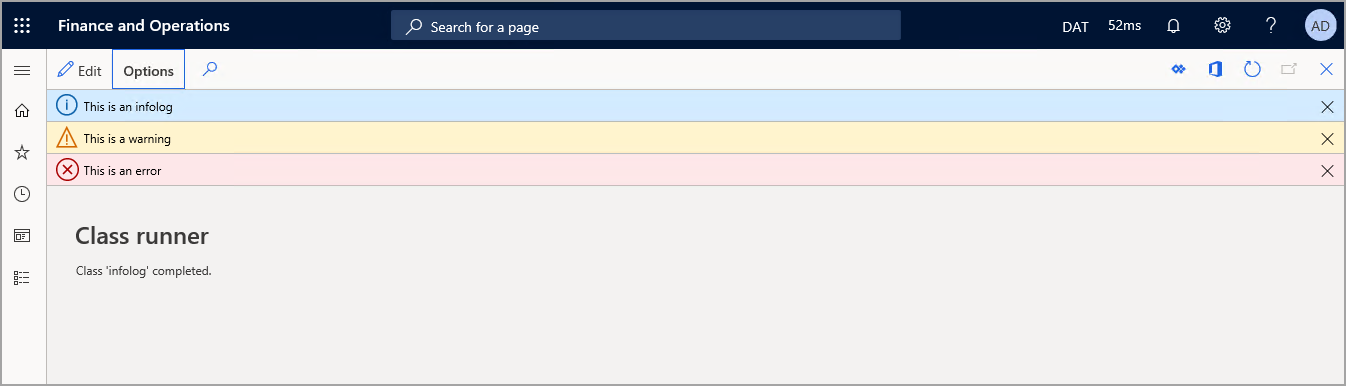 Finance and Operations
Search for a page
DAT
52ms
?
AD
Edit
Options
This is an infolog
This is a warning
This is an error
Class runner
Class 'infolog' completed.